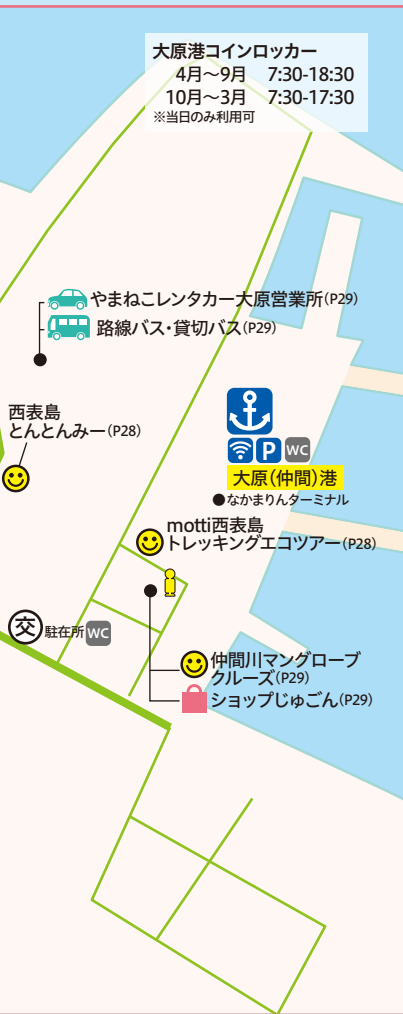 大原港コインロッカー
4月〜9月 7:30-18:30
10月〜3月 7:30-17:30
※当日のみ利用可
やまねこレンタカー大原営業所(P29)
路線バス・貸切バス(P29)
西表島
とんとんみー(P28)
P WC
大原(仲間)港
●なかまりんターミナル
motti西表島
トレッキングエコツアー(P28)
交 駐在所 WC
仲間川マングローブ
クルーズ(P29)
ショップじゅごん(P29)